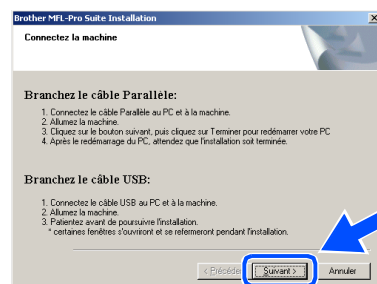 Brother MFL-Pro Suite Installation
Connectez la machine
Branchez le câble Parallèle:
1. Connectez le câble Parallèle au PC et à la machine.
2. Allumez la machine.
3. Cliquez sur le bouton suivant, puis cliquez sur Terminer pour redémarrer votre PC
4. Après le redémarrage du PC, attendez que l'installation soit terminée.
Branchez le câble USB:
1. Connectez le câble USB au PC et à la machine.
2. Allumez la machine.
3. Patientez avant de poursuivre l'installation.
* certaines fenêtres s'ouvriront et se refermeront pendant l'installation.
< Précéden Suivant > Annuler